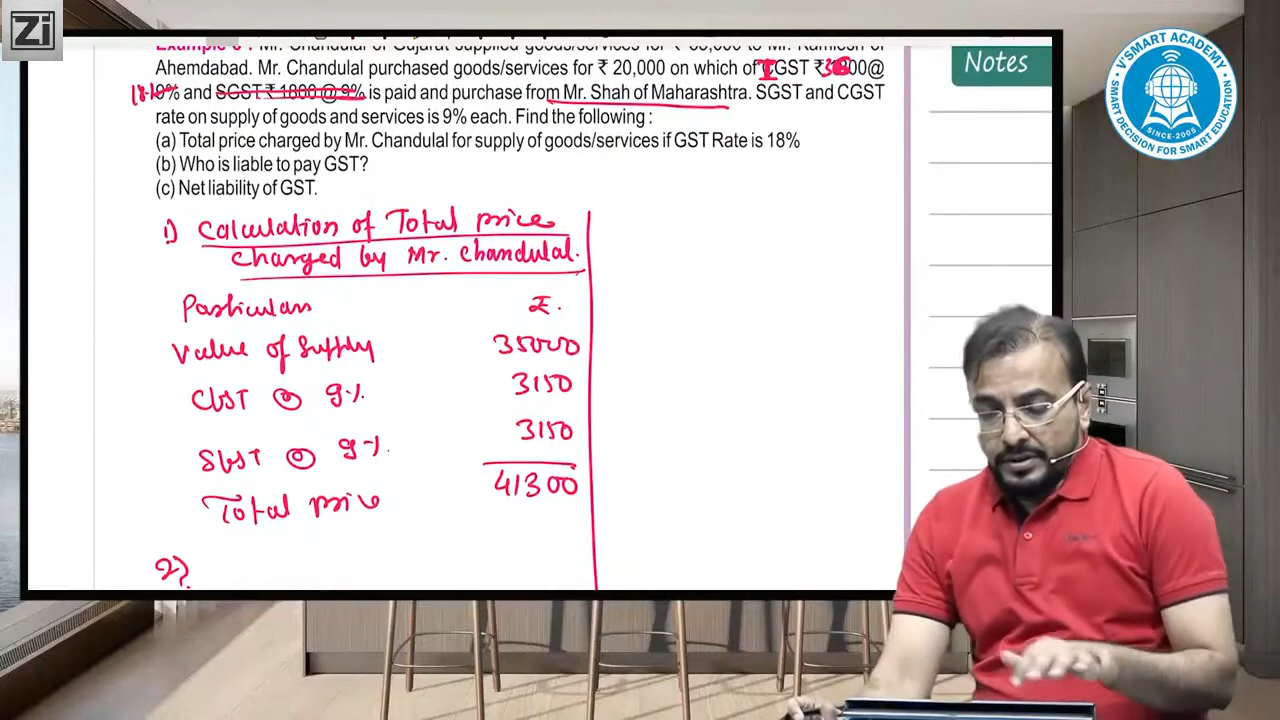 Zi
Example 6 : Mr. Chandulal of Gujarat supplied goods/services for ₹ 35,000 to Mr. Kamlesh of
Ahemdabad. Mr. Chandulal purchased goods/services for ₹ 20,000 on which of IGST ₹ 3600@
18% and SGST ₹ 1800 @ 9% is paid and purchase from Mr. Shah of Maharashtra. SGST and CGST
rate on supply of goods and services is 9% each. Find the following :
(a) Total price charged by Mr. Chandulal for supply of goods/services if GST Rate is 18%
(b) Who is liable to pay GST?
(c) Net liability of GST.
1) Calculation of Total price
charged by Mr. Chandulal.
Particulars ₹.
Value of Supply 35000
CGST @ 9% 3150
SGST @ 9% 3150
Total price 41300
2)
Notes
V'SMART ACADEMY
SINCE-2005
SMART DECISION FOR SMART EDUCATION